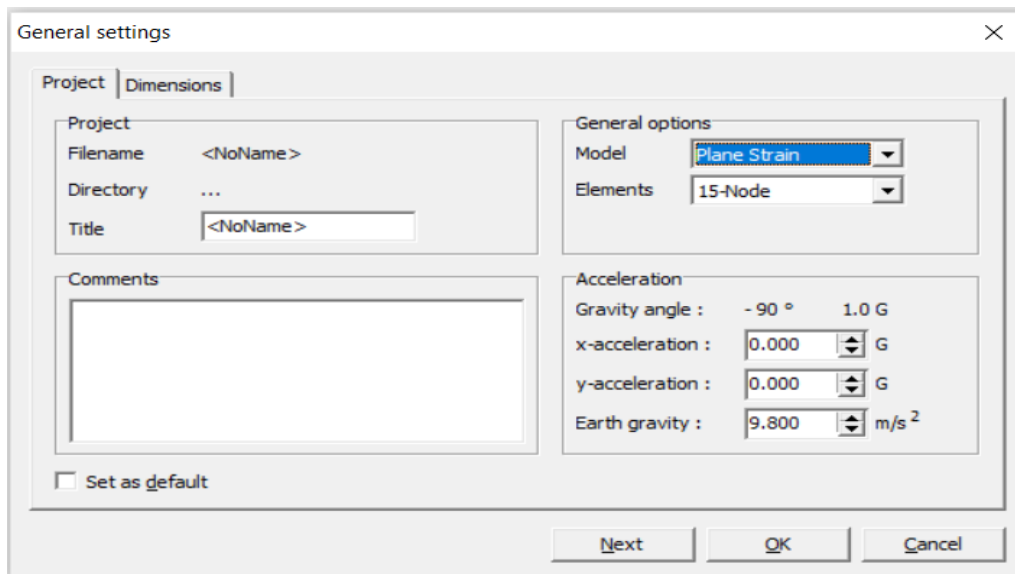 General settings
Project Dimensions
Project
Filename <NoName>
Directory ...
Title <NoName>
General options
Model Plane Strain
Elements 15-Node
Comments
Acceleration
Gravity angle : - 90 ° 1.0 G
x-acceleration : 0.000 G
y-acceleration : 0.000 G
Earth gravity : 9.800 m/s 2
Set as default
Next OK Cancel